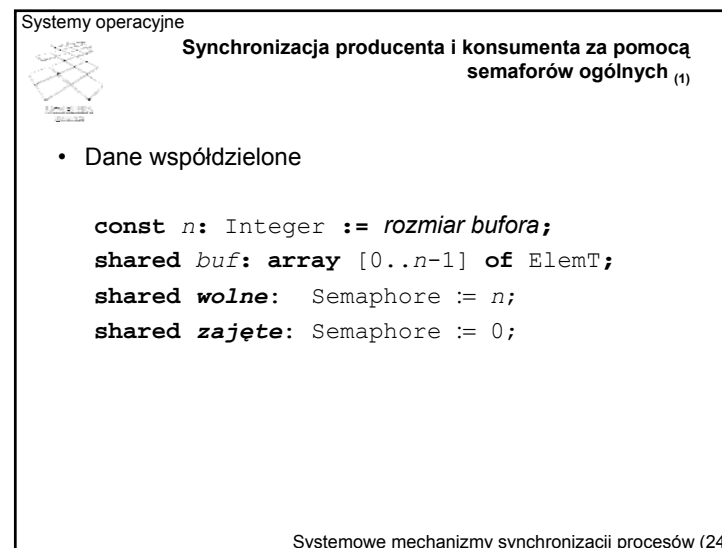 Systemy operacyjne
Synchronizacja producenta i konsumenta za pomocą
semaforów ogólnych (1)
• Dane współdzielone
const n: Integer := rozmiar bufora;
shared buf: array [0..n-1] of ElemT;
shared wolne: Semaphore := n;
shared zajęte: Semaphore := 0;
Systemowe mechanizmy synchronizacji procesów (24